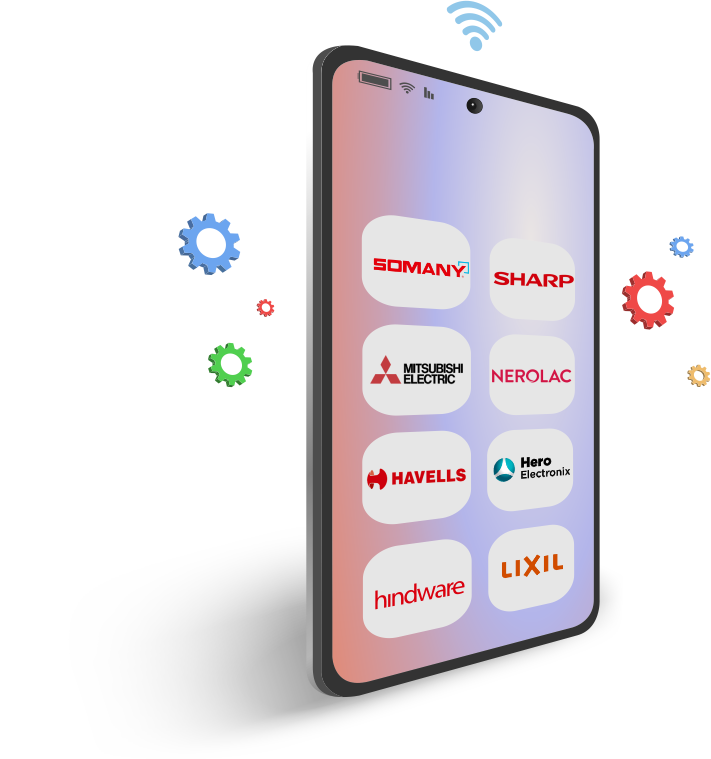 SOMANY
SHARP
MITSUBISHI
ELECTRIC
NEROLAC
HAVELLS
Hero
Electronix
hindware
LIXIL